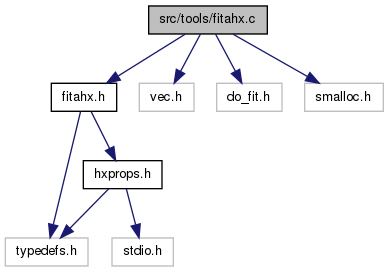 src/tools/fitahx.c
fitahx.h
vec.h
do_fit.h
smalloc.h
hxprops.h
typedefs.h
stdio.h